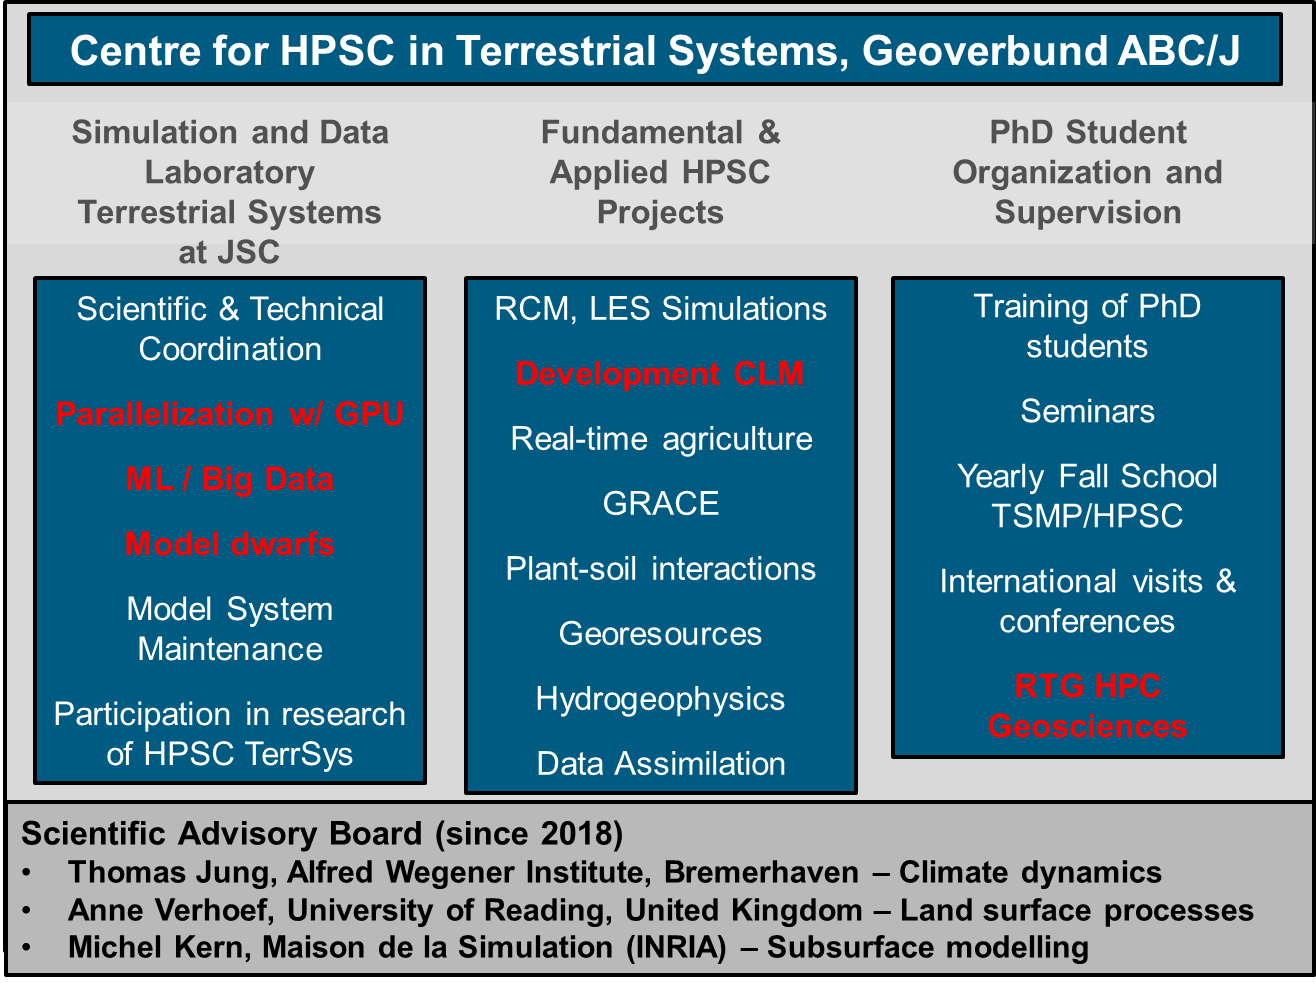 Centre for HPSC in Terrestrial Systems, Geoverbund ABC/J
Simulation and Data
Laboratory
Terrestrial Systems
at JSC
Scientific & Technical
Coordination
Parallelization w/ GPU
ML / Big Data
Model dwarfs
Model System
Maintenance
Participation in research
of HPSC TerrSys
Fundamental &
Applied HPSC
Projects
RCM, LES Simulations
Development CLM
Real-time agriculture
GRACE
Plant-soil interactions
Georesources
Hydrogeophysics
Data Assimilation
PhD Student
Organization and
Supervision
Training of PhD
students
Seminars
Yearly Fall School
TSMP/HPSC
International visits &
conferences
RTG HPC
Geosciences
Scientific Advisory Board (since 2018)
• Thomas Jung, Alfred Wegener Institute, Bremerhaven – Climate dynamics
• Anne Verhoef, University of Reading, United Kingdom – Land surface processes
• Michel Kern, Maison de la Simulation (INRIA) – Subsurface modelling